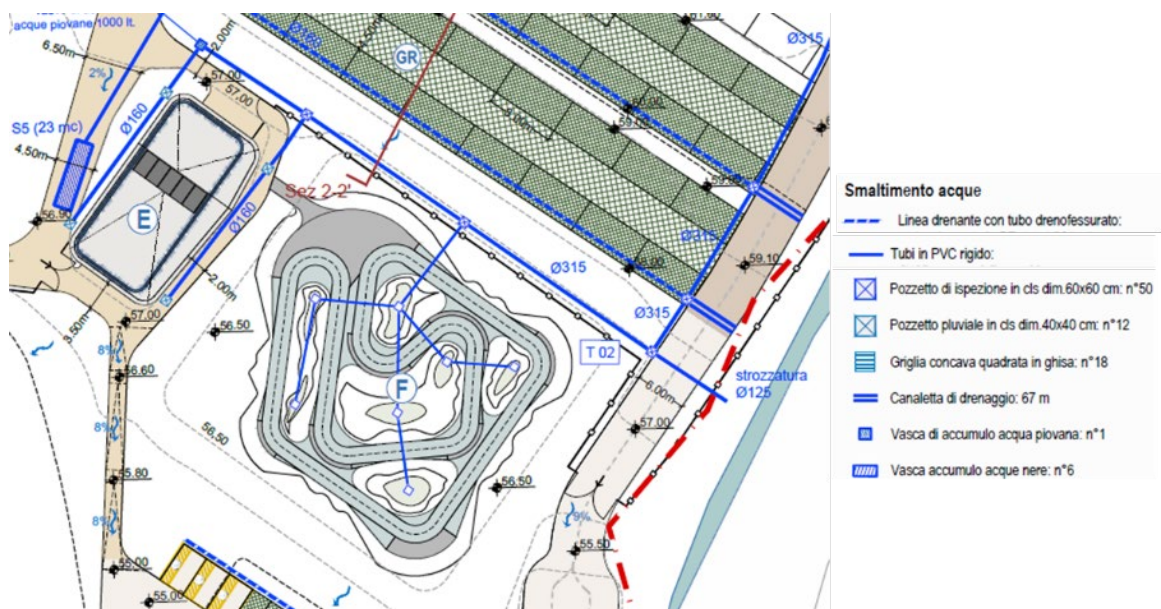 acque piovane 1000 lt.
6.50m
2%
2.00m
57.00
57.00
Ø160
S5 (23 mc)
4.50m
56.90
E
Ø160
2.00m
3.50m
57.00
Ø160
GR
Sez 2-2'
Ø315
Ø315
Ø315
Ø315
59.10
T 02
strozzatura
Ø125
6.00m
57.00
F
56.50
56.50
56.50
8%
56.60
8%
55.80
8%
55.00
55.00
55.50
Smaltimento acque
Linea drenante con tubo drenofessurato:
Tubi in PVC rigido:
Pozzetto di ispezione in cls dim.60x60 cm: n°50
Pozzetto pluviale in cls dim.40x40 cm: n°12
Griglia concava quadrata in ghisa: n°18
Canaletta di drenaggio: 67 m
Vasca di accumulo acqua piovana: n°1
Vasca accumulo acque nere: n°6